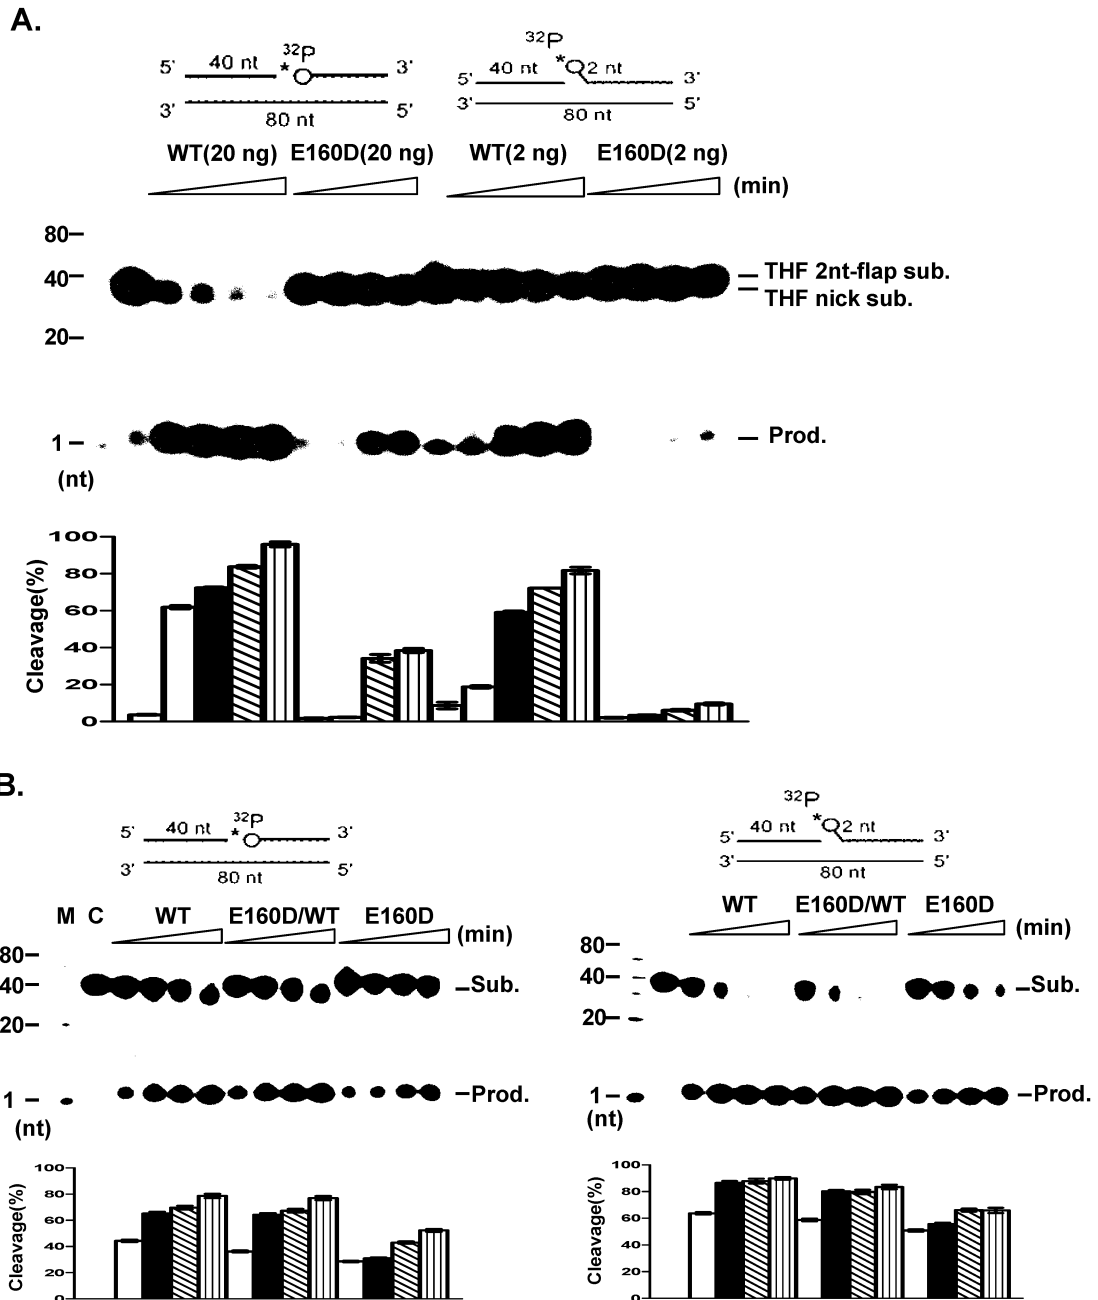 A.
32P
32P
5' 40 nt * 3'
5' 40 nt * 2 nt 3'
3' 80 nt 5'
3' 80 nt 5'
WT(20 ng) E160D(20 ng) WT(2 ng) E160D(2 ng)
(min)
80
40
20
THF 2nt-flap sub.
THF nick sub.
1
(nt)
Prod.
Cleavage(%)
100
80
60
40
20
0
B.
32P
5' 40 nt * 3'
3' 80 nt 5'
M C WT E160D/WT E160D
(min)
80
40
20
Sub.
1
(nt)
Prod.
Cleavage(%)
100
80
60
40
20
0
32P
5' 40 nt * 2 nt 3'
3' 80 nt 5'
WT E160D/WT E160D
(min)
80
40
20
Sub.
1
(nt)
Prod.
Cleavage(%)
100
80
60
40
20
0